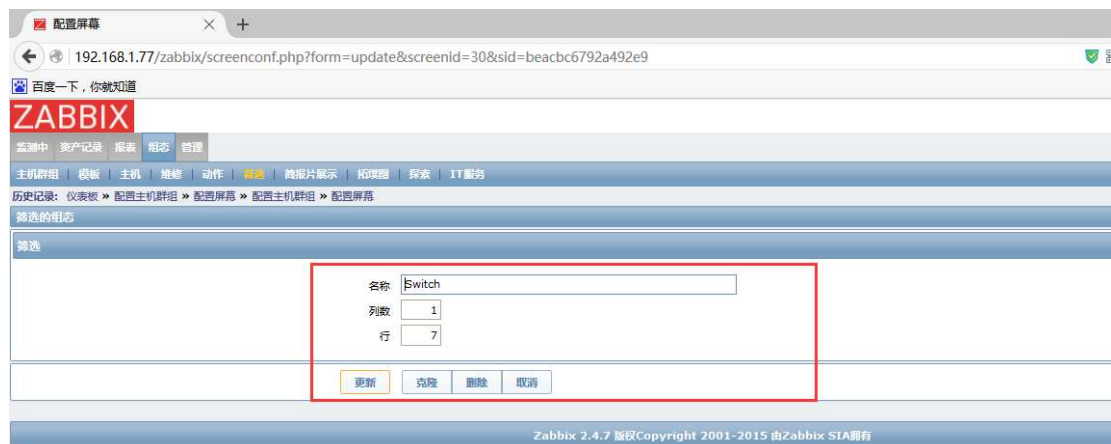 配置屏幕
192.168.1.77/zabbix/screenconf.php?form=update&screenid=30&sid=beacbc6792a492e9
百度一下，你就知道
ZABBIX
监测中 资产记录 报表 组态 管理
主机群组 | 模板 | 主机 | 维修 | 动作 | 筛选 | 简报片展示 | 拓璞图 | 探索 | IT服务
历史记录: 仪表板 » 配置主机群组 » 配置屏幕 » 配置主机群组 » 配置屏幕
筛选的组态
筛选
名称 Switch
列数 1
行 7
更新 克隆 删除 取消
Zabbix 2.4.7 版权Copyright 2001-2015 由Zabbix SIA拥有